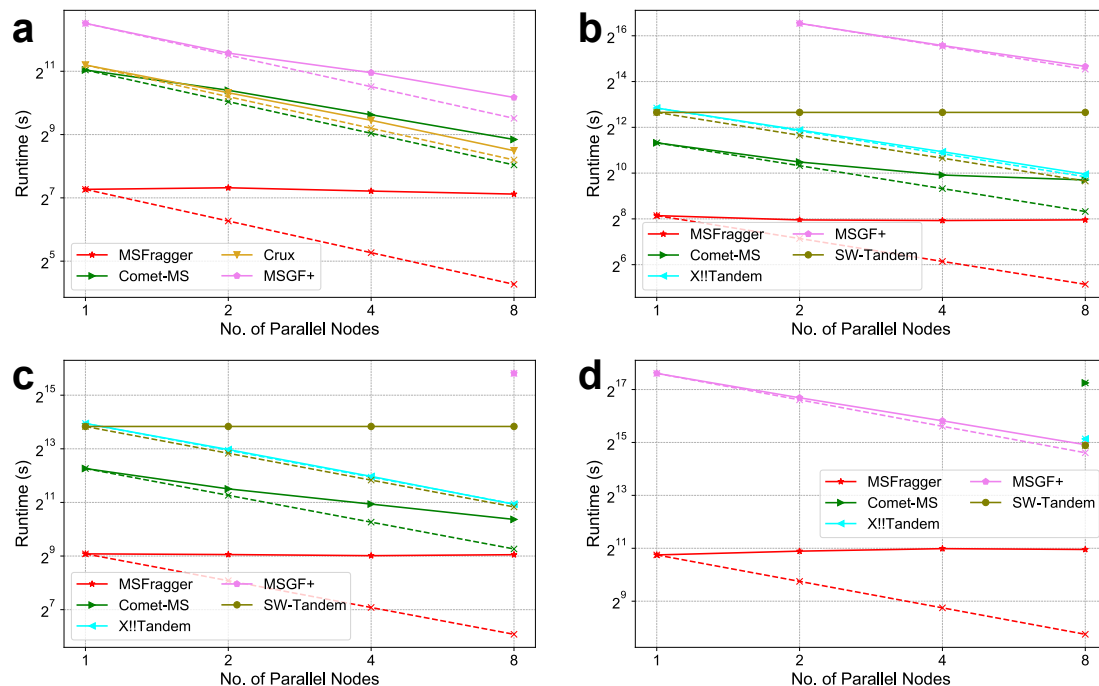 a
Runtime (s)
2^11
2^9
2^7
2^5
MSFragger
Comet-MS
Crux
MSGF+
1 2 4 8
No. of Parallel Nodes
b
Runtime (s)
2^16
2^14
2^12
2^10
2^8
2^6
MSFragger
Comet-MS
X!!Tandem
MSGF+
SW-Tandem
1 2 4 8
No. of Parallel Nodes
c
Runtime (s)
2^15
2^13
2^11
2^9
2^7
MSFragger
Comet-MS
X!!Tandem
MSGF+
SW-Tandem
1 2 4 8
No. of Parallel Nodes
d
Runtime (s)
2^17
2^15
2^13
2^11
2^9
MSFragger
Comet-MS
X!!Tandem
MSGF+
SW-Tandem
1 2 4 8
No. of Parallel Nodes